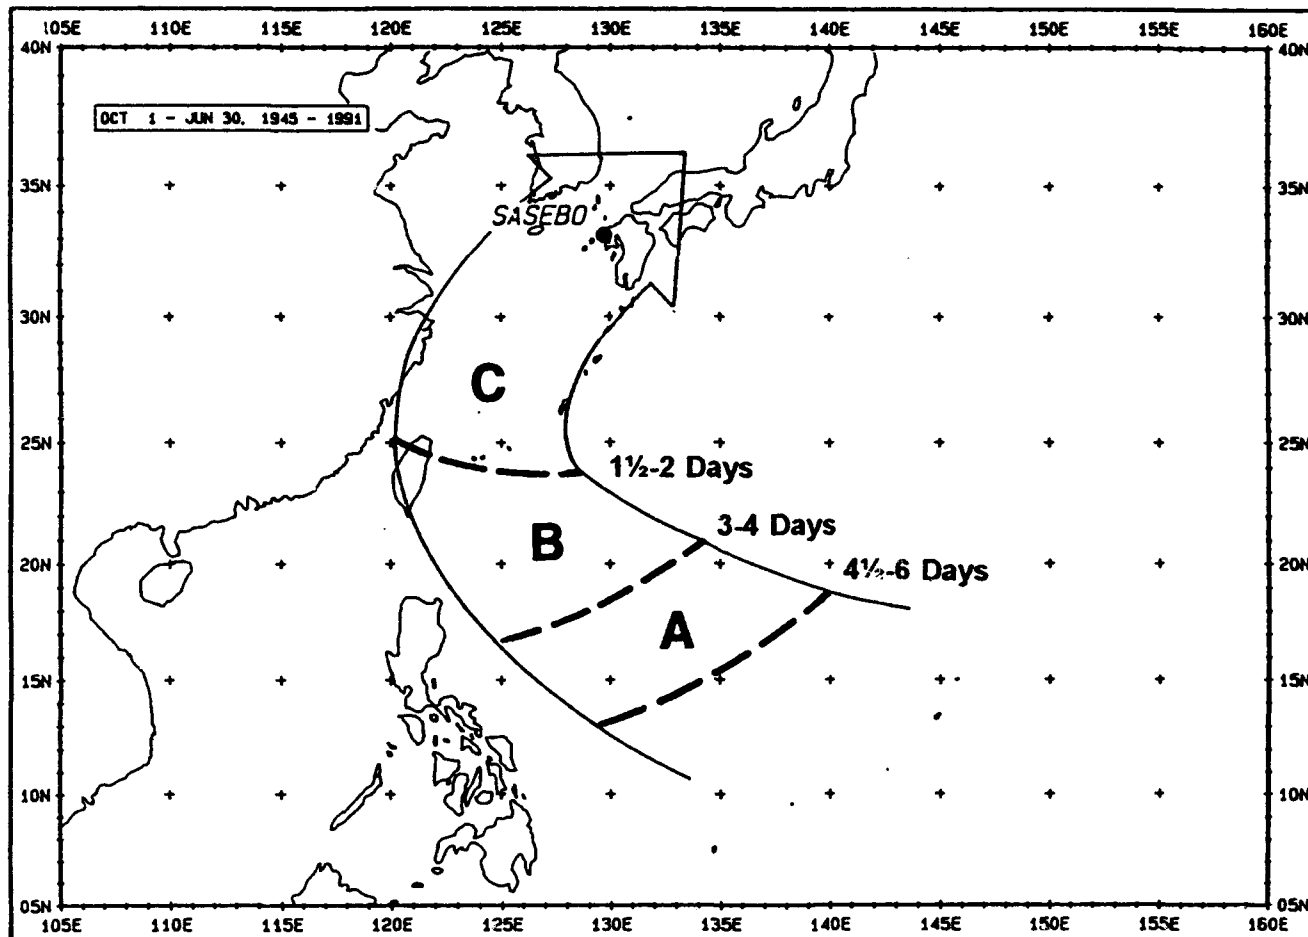 105E 110E 115E 120E 125E 130E 135E 140E 145E 150E 155E 160E
40N 40N
OCT 1 - JUN 30, 1945 - 1991
35N 35N
SASEBO
30N 30N
C
25N 25N
1½-2 Days
3-4 Days
B
20N 20N
4½-6 Days
A
15N 15N
10N 10N
05N 05N
105E 110E 115E 120E 125E 130E 135E 140E 145E 150E 155E 160E